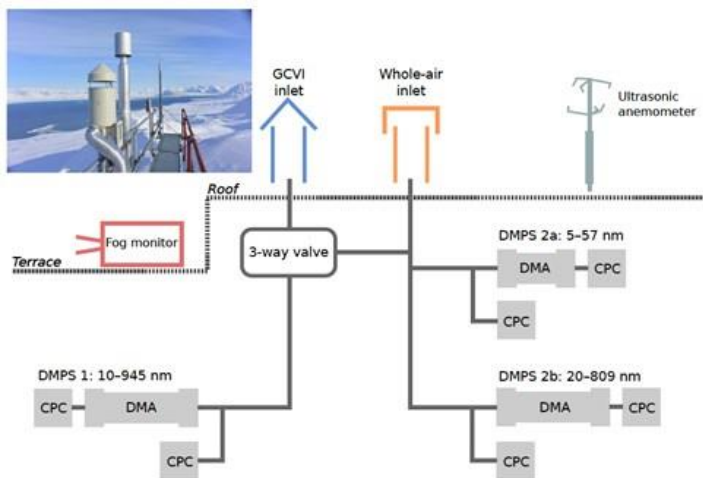 GCVI
inlet
Whole-air
inlet
Ultrasonic
anemometer
Roof
Fog monitor
Terrace
3-way valve
DMPS 2a: 5–57 nm
DMA
CPC
CPC
DMPS 1: 10–945 nm
CPC
DMA
CPC
DMPS 2b: 20–809 nm
DMA
CPC
CPC